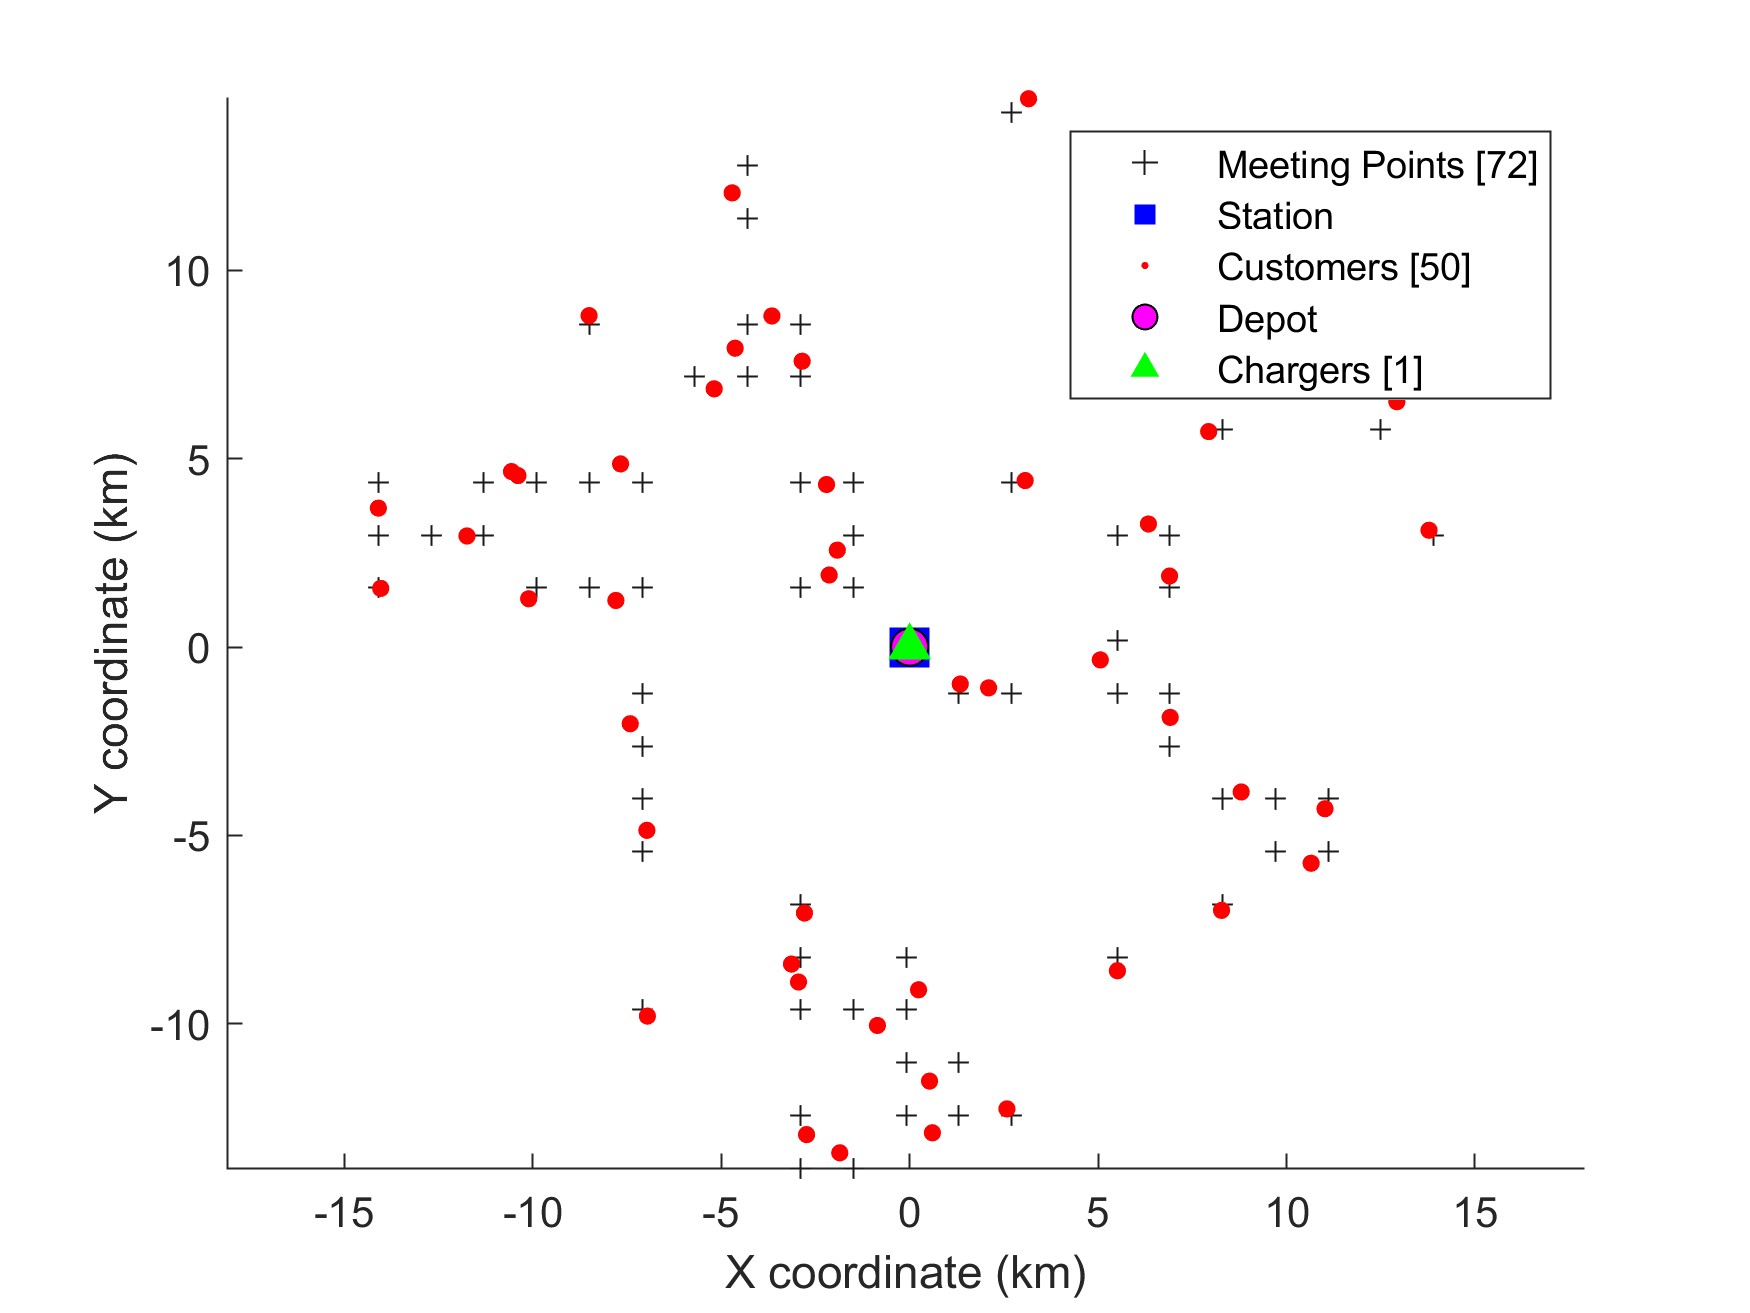 Meeting Points [72]
Station
Customers [50]
Depot
Chargers [1]
10
5
0
-5
-10
Y coordinate (km)
-15 -10 -5 0 5 10 15
X coordinate (km)